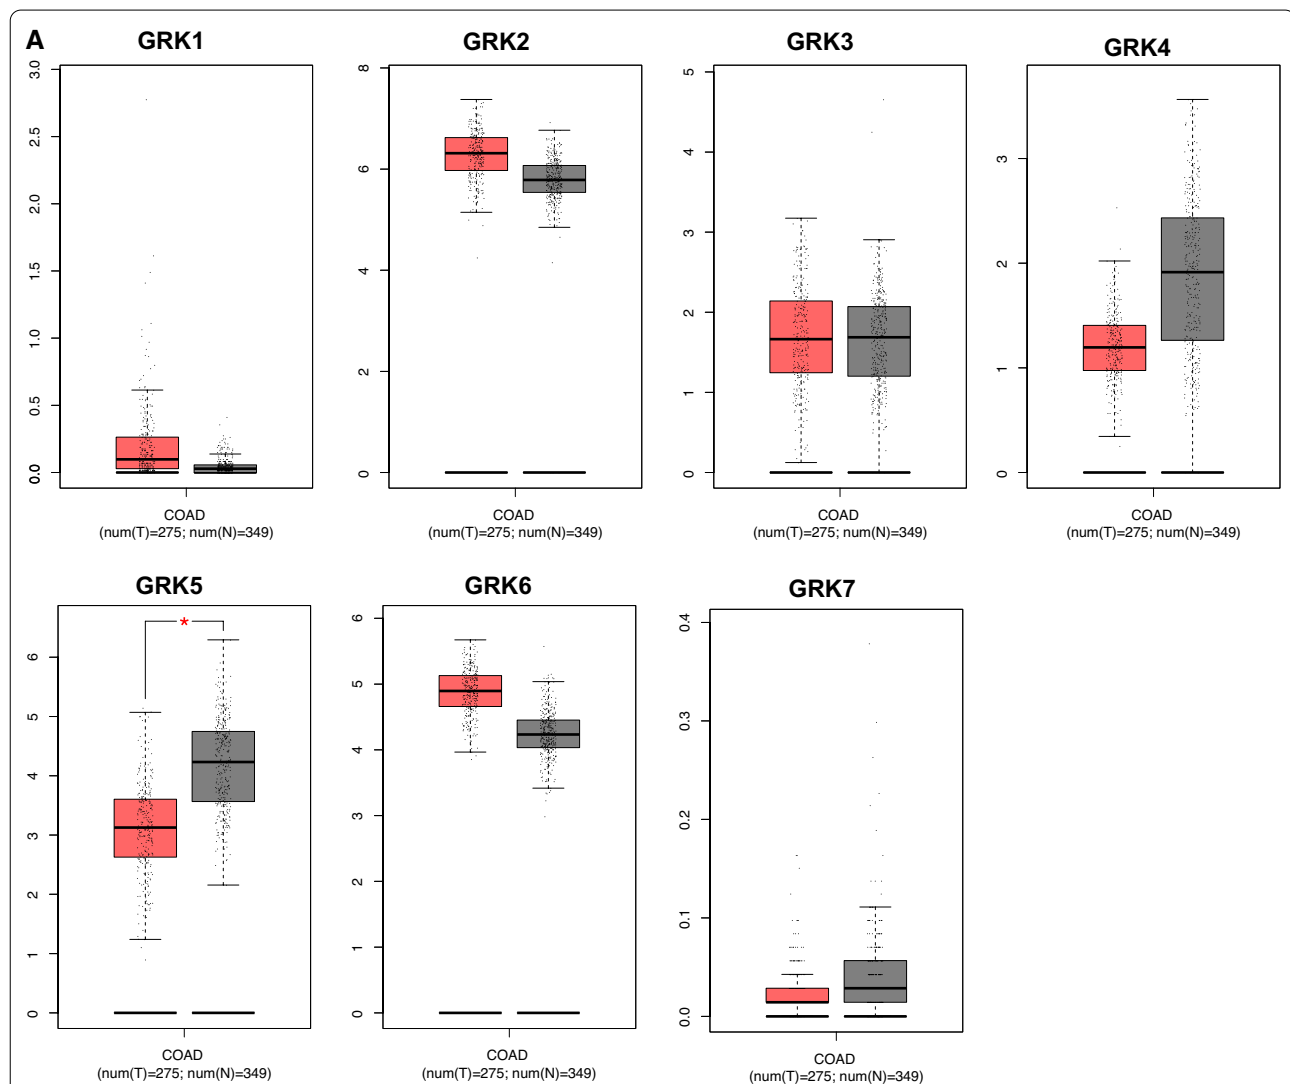 A
GRK1
GRK2
GRK3
GRK4
3.0
2.5
2.0
1.5
1.0
0.5
0.0
8
6
4
2
0
5
4
3
2
1
0
3
2
1
0
COAD
(num(T)=275; num(N)=349)
COAD
(num(T)=275; num(N)=349)
COAD
(num(T)=275; num(N)=349)
COAD
(num(T)=275; num(N)=349)
GRK5
GRK6
GRK7
*
6
5
4
3
2
1
0
6
5
4
3
2
1
0
0.4
0.3
0.2
0.1
0.0
COAD
(num(T)=275; num(N)=349)
COAD
(num(T)=275; num(N)=349)
COAD
(num(T)=275; num(N)=349)